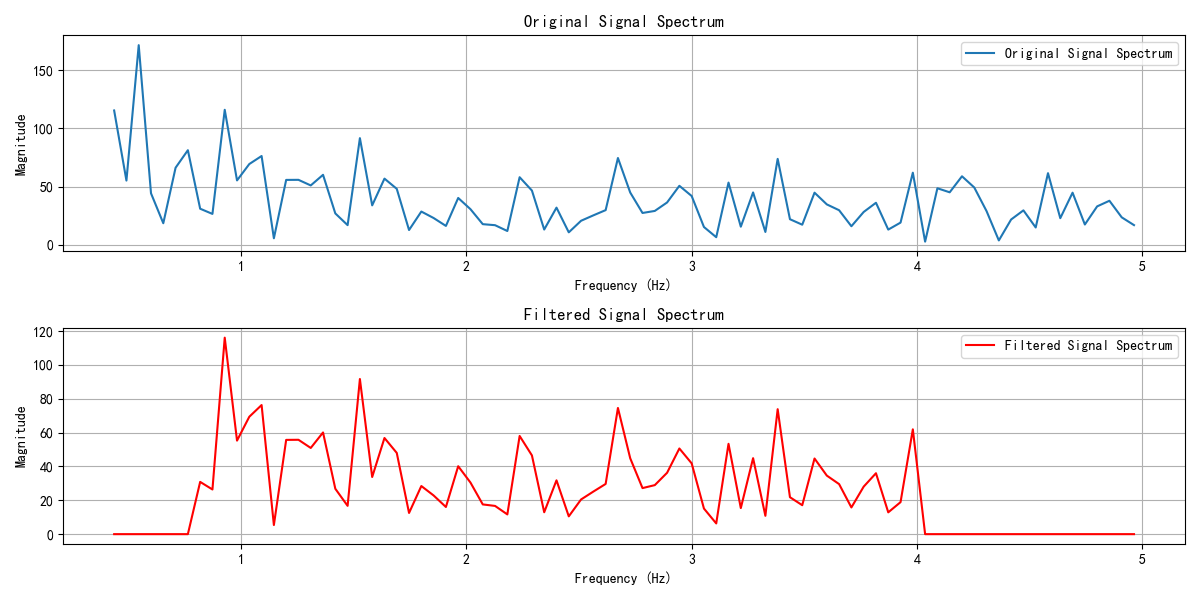 Original Signal Spectrum
Original Signal Spectrum
Magnitude
150
100
50
0
1 2 3 4 5
Frequency (Hz)
Filtered Signal Spectrum
Filtered Signal Spectrum
Magnitude
120
100
80
60
40
20
0
1 2 3 4 5
Frequency (Hz)